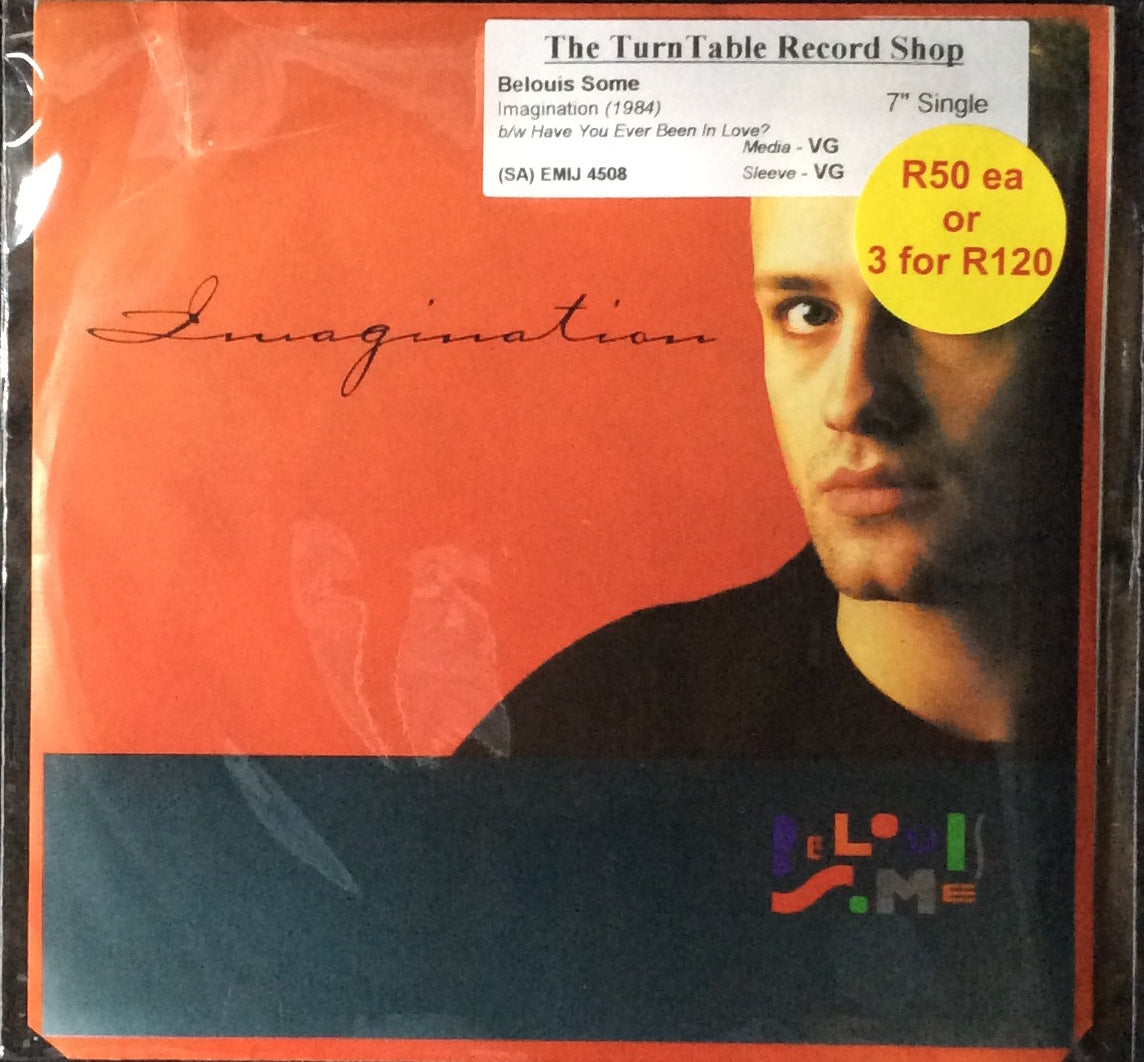 The TurnTable Record Shop
Belouis Some
Imagination (1984)
7" Single
b/w Have You Ever Been In Love?
Media - VG
(SA) EMIJ 4508
Sleeve - VG
R50 ea
or
3 for R120
Imagination
BELOUIS
SOME